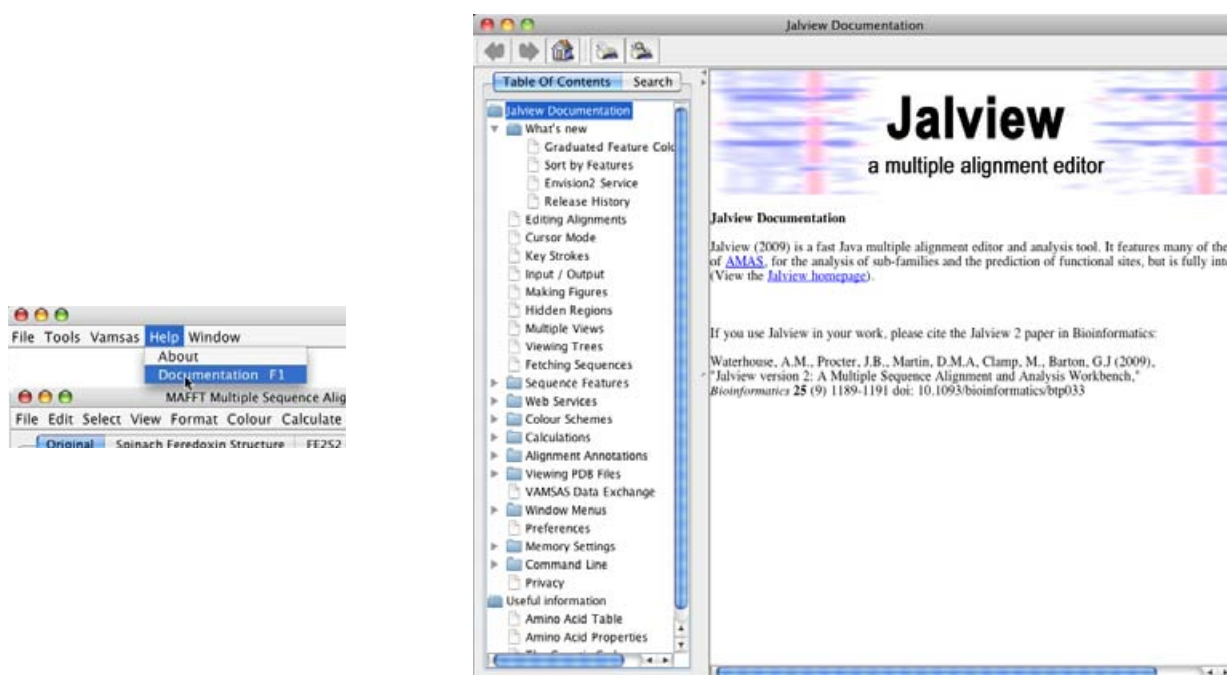 File Tools Vamsas Help Window
About
Documentation F1
MAFFT Multiple Sequence Alig
File Edit Select View Format Colour Calculate
Original Spinach Feredoxin Structure FE2S2
Jalview Documentation
Table Of Contents Search
Jalview Documentation
What's new
Graduated Feature Colo
Sort by Features
Envision2 Service
Release History
Editing Alignments
Cursor Mode
Key Strokes
Input / Output
Making Figures
Hidden Regions
Multiple Views
Viewing Trees
Fetching Sequences
Sequence Features
Web Services
Colour Schemes
Calculations
Alignment Annotations
Viewing PDB Files
VAMSAS Data Exchange
Window Menus
Preferences
Memory Settings
Command Line
Privacy
Useful information
Amino Acid Table
Amino Acid Properties
Jalview
a multiple alignment editor
Jalview Documentation
Jalview (2009) is a fast Java multiple alignment editor and analysis tool. It features many of the
of AMAS, for the analysis of sub-families and the prediction of functional sites, but is fully inte
(View the Jalview homepage).
If you use Jalview in your work, please cite the Jalview 2 paper in Bioinformatics:
Waterhouse, A.M., Procter, J.B., Martin, D.M.A, Clamp, M., Barton, G.J (2009),
"Jalview version 2: A Multiple Sequence Alignment and Analysis Workbench,"
Bioinformatics 25 (9) 1189-1191 doi: 10.1093/bioinformatics/btp033